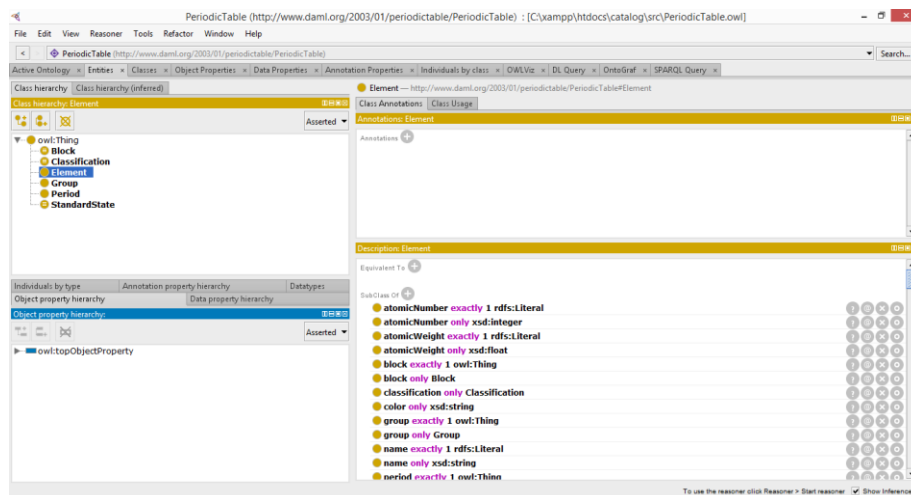 PeriodicTable (http://www.daml.org/2003/01/periodictable/PeriodicTable) : [C:\xampp\htdocs\catalog\src\PeriodicTable.owl]
File Edit View Reasoner Tools Refactor Window Help
PeriodicTable (http://www.daml.org/2003/01/periodictable/PeriodicTable)
Search...
Active Ontology Entities Classes Object Properties Data Properties Annotation Properties Individuals by class OWLViz DL Query OntoGraf SPARQL Query
Class hierarchy Class hierarchy (inferred)
Class hierarchy: Element
Asserted
owl:Thing
Block
Classification
Element
Group
Period
StandardState
Individuals by type Annotation property hierarchy Datatypes
Object property hierarchy Data property hierarchy
Object property hierarchy:
Asserted
owl:topObjectProperty
Element — http://www.daml.org/2003/01/periodictable/PeriodicTable#Element
Class Annotations Class Usage
Annotations: Element
Annotations
Description: Element
Equivalent To
SubClass Of
atomicNumber exactly 1 rdfs:Literal
atomicNumber only xsd:integer
atomicWeight exactly 1 rdfs:Literal
atomicWeight only xsd:float
block exactly 1 owl:Thing
block only Block
classification only Classification
color only xsd:string
group exactly 1 owl:Thing
group only Group
name exactly 1 rdfs:Literal
name only xsd:string
period exactly 1 owl:Thing
To use the reasoner click Reasoner > Start reasoner Show Inference